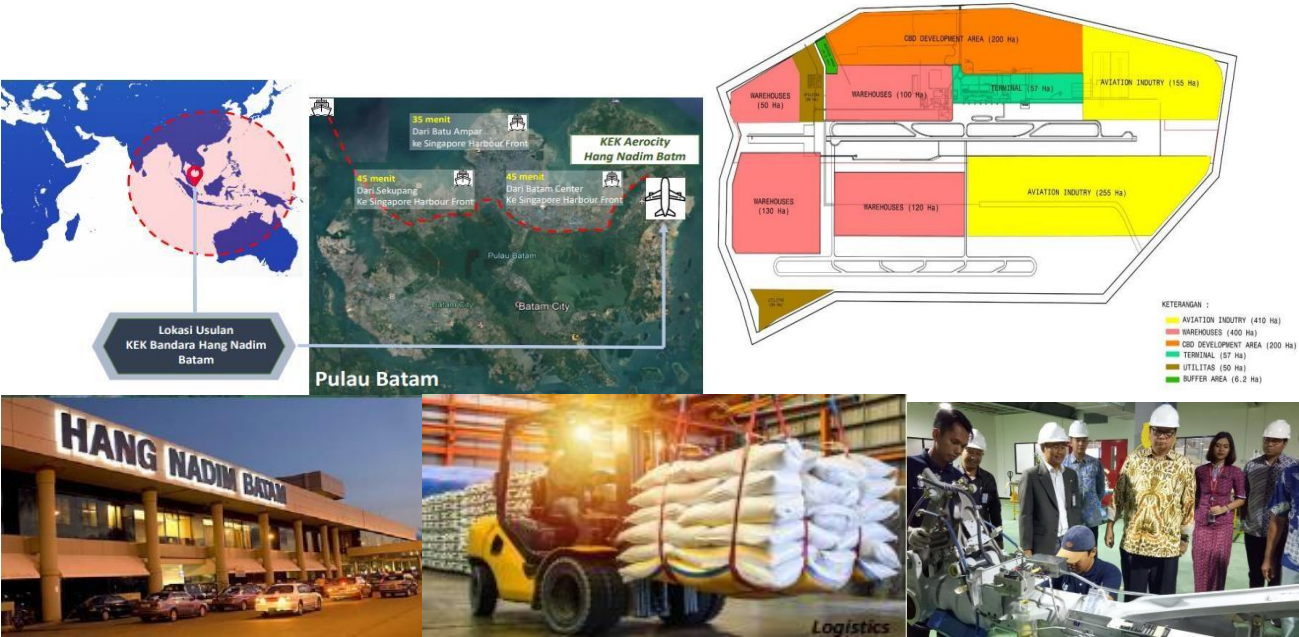 35 menit
Dari Batu Ampar
ke Singapore Harbour Front
KEK Aerocity
Hang Nadim Batm
45 menit
Dari Sekupang
Ke Singapore Harbour Front
45 menit
Dari Batam Center
Ke Singapore Harbour Front
Pulau Batam
Batam City
Batam City
Lokasi Usulan
KEK Bandara Hang Nadim
Batam
Pulau Batam
CBD DEVELOPMENT AREA (200 Ha)
AVIATION INDUTRY (155 Ha)
WAREHOUSES
(50 Ha)
WAREHOUSES (100 Ha)
TERMINAL (57 Ha)
WAREHOUSES
(130 Ha)
WAREHOUSES (120 Ha)
AVIATION INDUTRY (255 Ha)
KETERANGAN :
AVIATION INDUTRY (410 Ha)
WAREHOUSES (400 Ha)
CBD DEVELOPMENT AREA (200 Ha)
TERMINAL (57 Ha)
UTILITAS (50 Ha)
BUFFER AREA (6.2 Ha)
HANG NADIM BATAM
Logistics